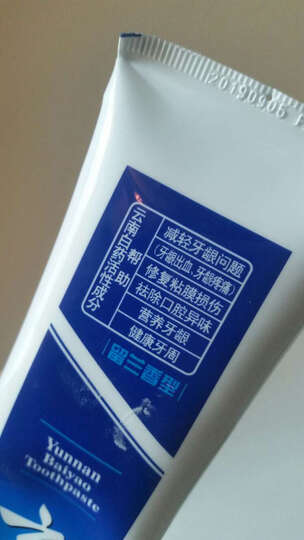 20190906
云南白药活性成分
帮助
减轻牙龈问题
(牙龈出血、牙龈疼痛)
修复粘膜损伤
祛除口腔异味
营养牙龈
健康牙周
留兰香型
Yunnan
Baiyao
Toothpaste